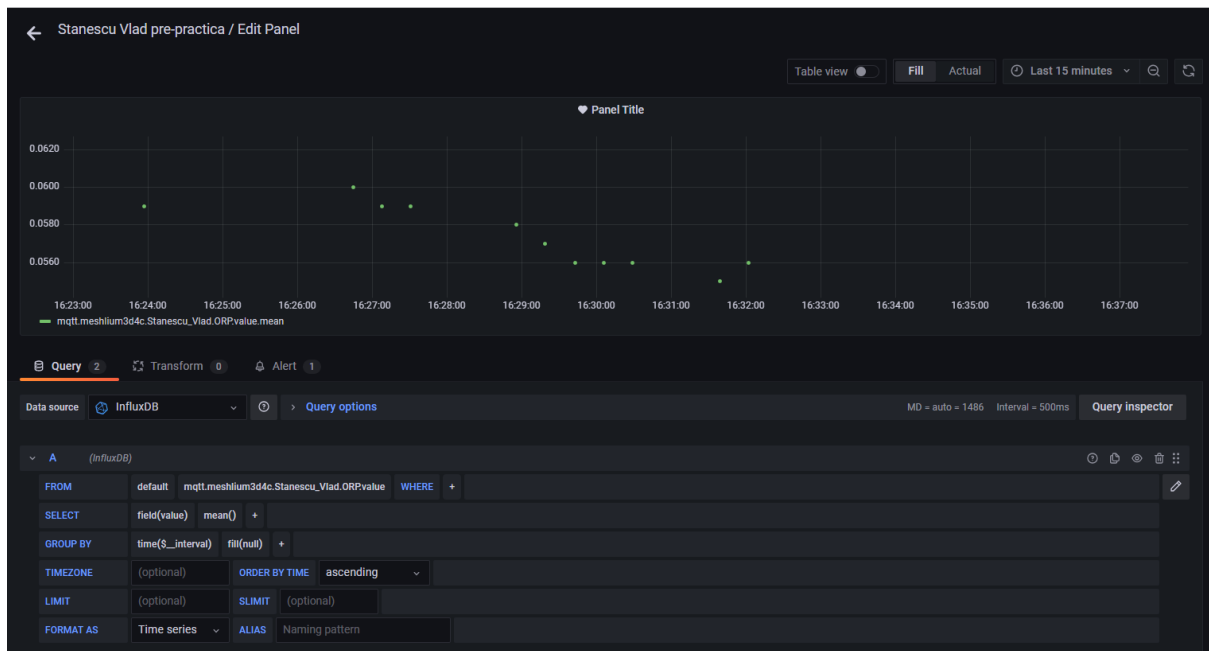 Stanescu Vlad pre-practica / Edit Panel
Table view Fill Actual Last 15 minutes
Panel Title
0.0620
0.0600
0.0580
0.0560
16:23:00 16:24:00 16:25:00 16:26:00 16:27:00 16:28:00 16:29:00 16:30:00 16:31:00 16:32:00 16:33:00 16:34:00 16:35:00 16:36:00 16:37:00
mqtt.meshlium3d4c.Stanescu_Vlad.ORP.value.mean
Query 2 Transform 0 Alert 1
Data source InfluxDB Query options MD = auto = 1486 Interval = 500ms Query inspector
A (InfluxDB)
FROM default mqtt.meshlium3d4c.Stanescu_Vlad.ORP.value WHERE +
SELECT field(value) mean() +
GROUP BY time($__interval) fill(null) +
TIMEZONE (optional) ORDER BY TIME ascending
LIMIT (optional) SLIMIT (optional)
FORMAT AS Time series ALIAS Naming pattern